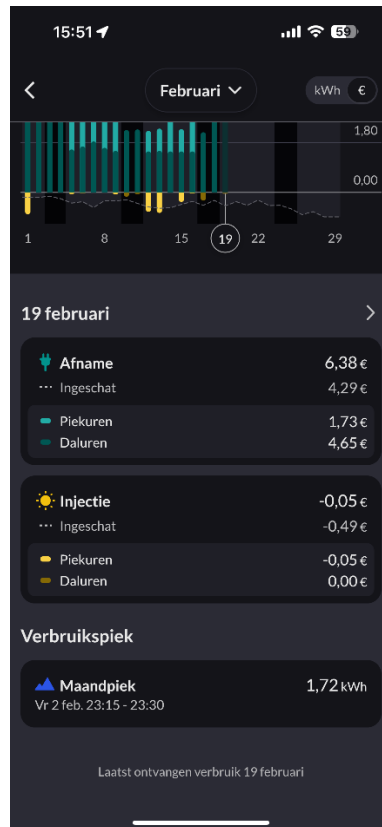 15:51
59
Februari
kWh €
1,80
0,00
1 8 15 19 22 29
19 februari
Afname 6,38 €
Ingeschat 4,29 €
Piekuren 1,73 €
Daluren 4,65 €
Injectie -0,05 €
Ingeschat -0,49 €
Piekuren -0,05 €
Daluren 0,00 €
Verbruikspiek
Maandpiek 1,72 kWh
Vr 2 feb. 23:15 - 23:30
Laatst ontvangen verbruik 19 februari